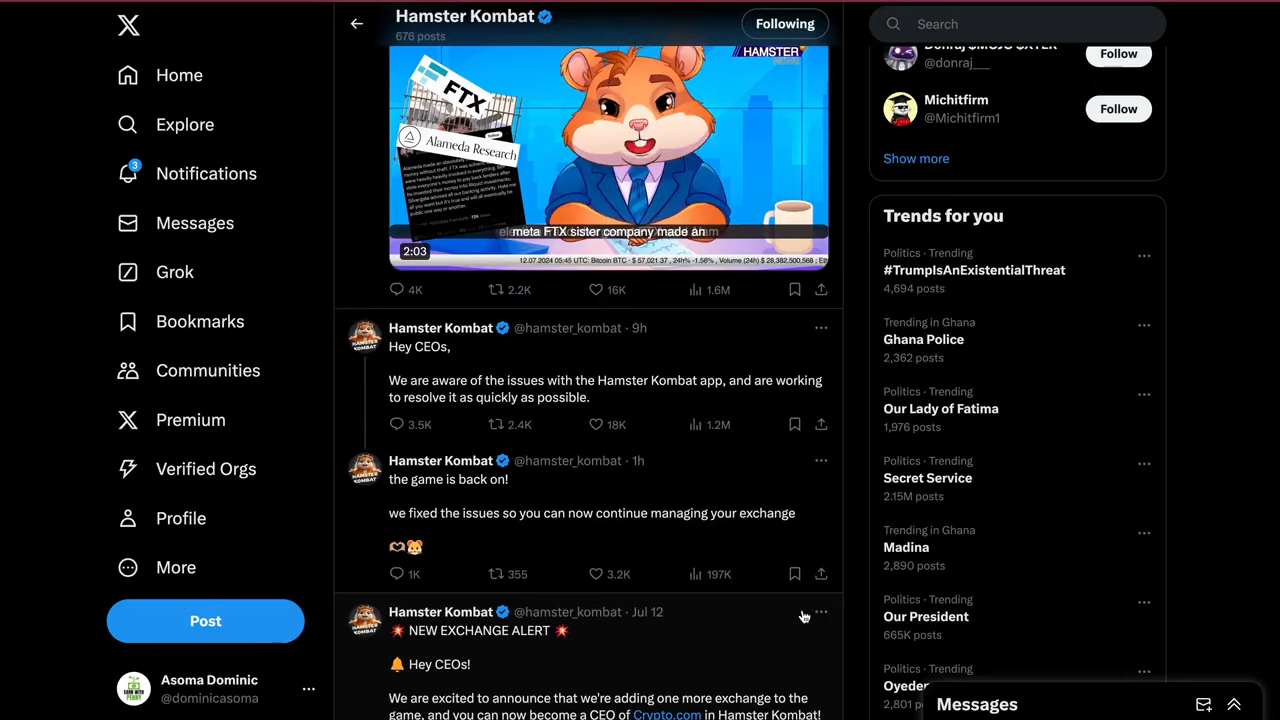 Home
Explore
3
Notifications
Messages
Grok
Bookmarks
Communities
Premium
Verified Orgs
Profile
More
Post
Asoma Dominic
@dominicasoma
Hamster Kombat
676 posts
Following
HAMSTER
FTX
Alameda Research
meta FTX sister company made an
2:03
12.07.2024 05:45 UTC: Bitcoin BTC - $ 57,021.37 , 24h% -1.56% , Volume (24h) $ 28,382,500,568 ;
4K
2.2K
16K
1.6M
Hamster Kombat @hamster_kombat · 9h
Hey CEOs,
We are aware of the issues with the Hamster Kombat app, and are working
to resolve it as quickly as possible.
3.5K
2.4K
18K
1.2M
Hamster Kombat @hamster_kombat · 1h
the game is back on!
we fixed the issues so you can now continue managing your exchange
🫶🐹
1K
355
3.2K
197K
Hamster Kombat @hamster_kombat · Jul 12
💥 NEW EXCHANGE ALERT 💥
🔔 Hey CEOs!
We are excited to announce that we're adding one more exchange to the
game, and you can now become a CEO of Crypto.com in Hamster Kombat!
Search
@donraj___
Follow
Michitfirm
@Michitfirm1
Follow
Show more
Trends for you
Politics · Trending
#TrumpIsAnExistentialThreat
4,694 posts
Trending in Ghana
Ghana Police
2,362 posts
Politics · Trending
Our Lady of Fatima
1,976 posts
Politics · Trending
Secret Service
2.15M posts
Trending in Ghana
Madina
2,890 posts
Politics · Trending
Our President
665K posts
Politics · Trending
Oyeder
2,801 p
Messages